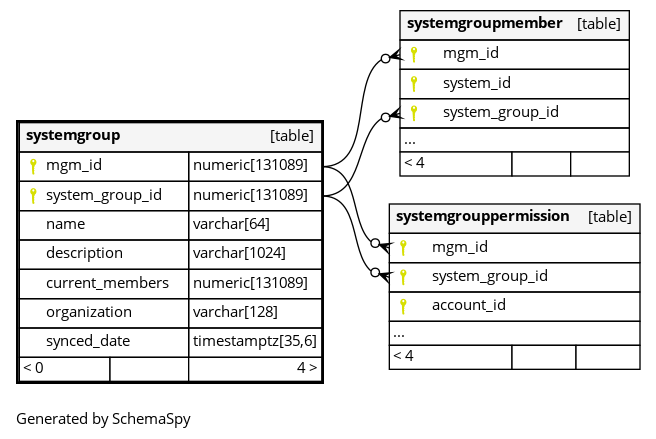 systemgroupmember [table]
mgm_id
system_id
system_group_id
...
< 4
systemgroup [table]
mgm_id numeric[131089]
system_group_id numeric[131089]
name varchar[64]
description varchar[1024]
current_members numeric[131089]
organization varchar[128]
synced_date timestamptz[35,6]
< 0 4 >
systemgrouppermission [table]
mgm_id
system_group_id
account_id
...
< 4
Generated by SchemaSpy